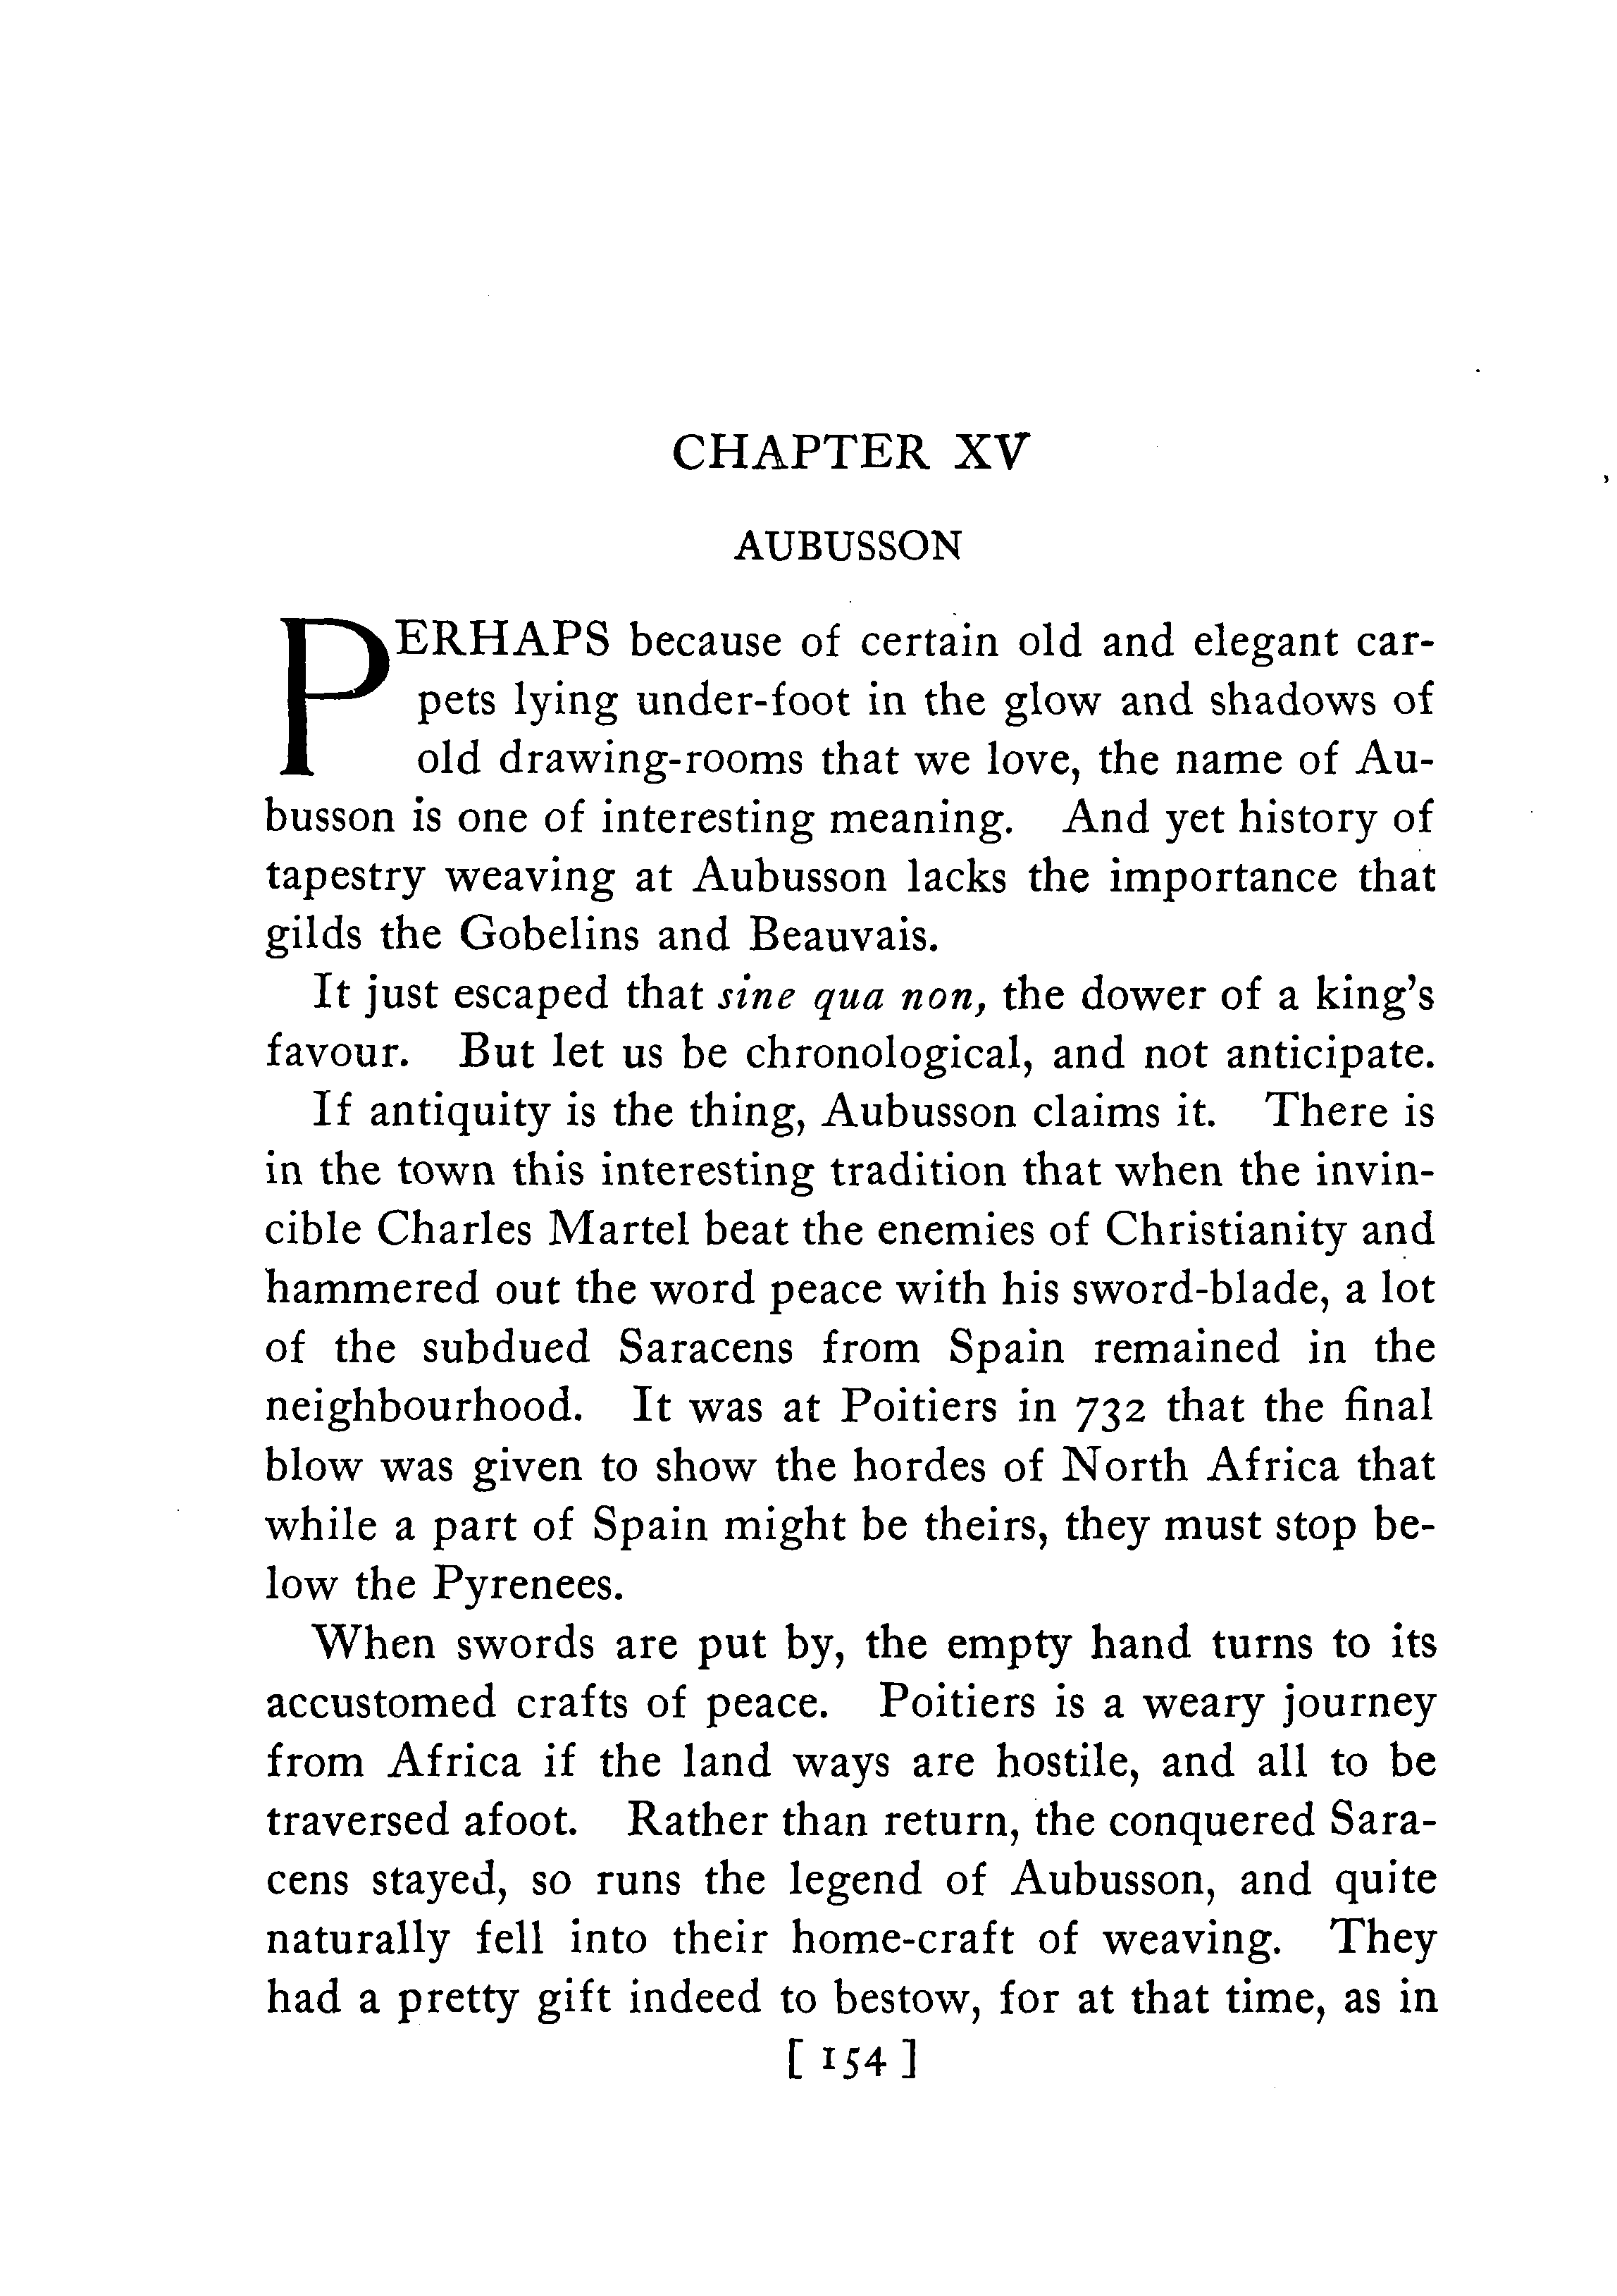 CHAPTER XV
AUBUSSON
PERHAPS because of certain old and elegant car-
pets lying under-foot in the glow and shadows of
old drawing-rooms that we love, the name of Au-
busson is one of interesting meaning. And yet history of
tapestry weaving at Aubusson lacks the importance that
gilds the Gobelins and Beauvais.
It just escaped that sine qua non, the dower of a king's
favour. But let us be chronological, and not anticipate.
If antiquity is the thing, Aubusson claims it. There is
in the town this interesting tradition that when the invin-
cible Charles Martel beat the enemies of Christianity and
hammered out the word peace with his sword-blade, a lot
of the subdued Saracens from Spain remained in the
neighbourhood. It was at Poitiers in 732 that the final
blow was given to show the hordes of North Africa that
while a part of Spain might be theirs, they must stop be-
low the Pyrenees.
When swords are put by, the empty hand turns to its
accustomed crafts of peace. Poitiers is a weary journey
from Africa if the land ways are hostile, and all to be
traversed afoot. Rather than return, the conquered Sara-
cens stayed, so runs the legend of Aubusson, and quite
naturally fell into their home-craft of weaving. They
had a pretty gift indeed to bestow, for at that time, as in
[ 154 ]